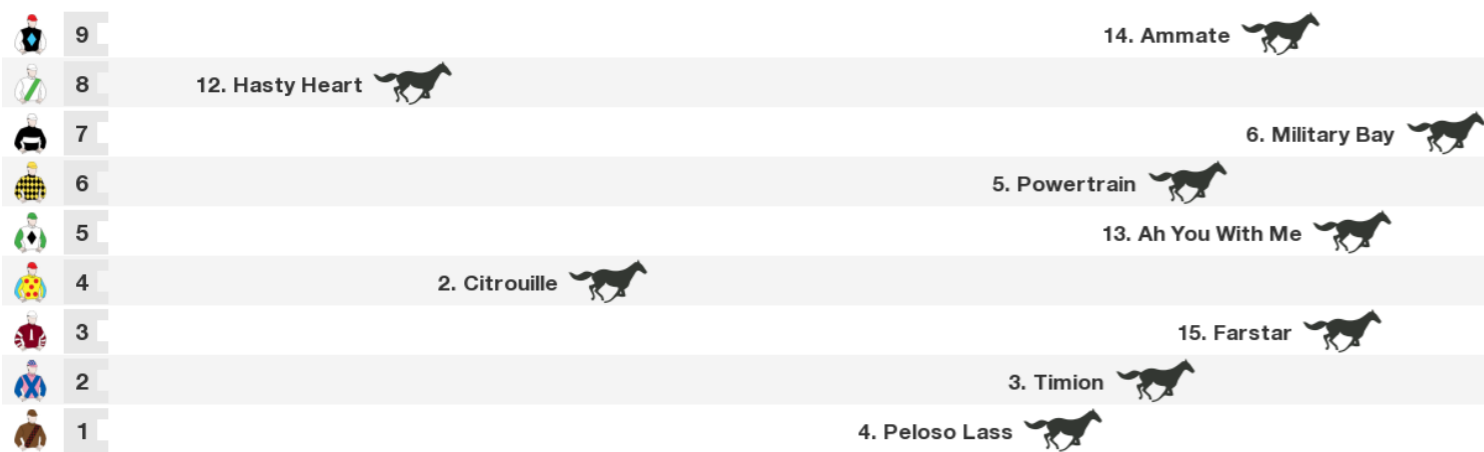 9 14. Ammate
8 12. Hasty Heart
7 6. Military Bay
6 5. Powertrain
5 13. Ah You With Me
4 2. Citrouille
3 15. Farstar
2 3. Timion
1 4. Peloso Lass